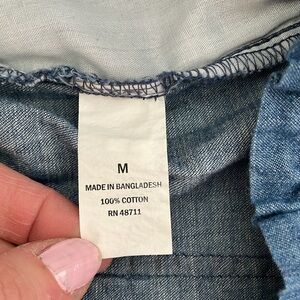 M
MADE IN BANGLADESH
100% COTTON
RN 48711